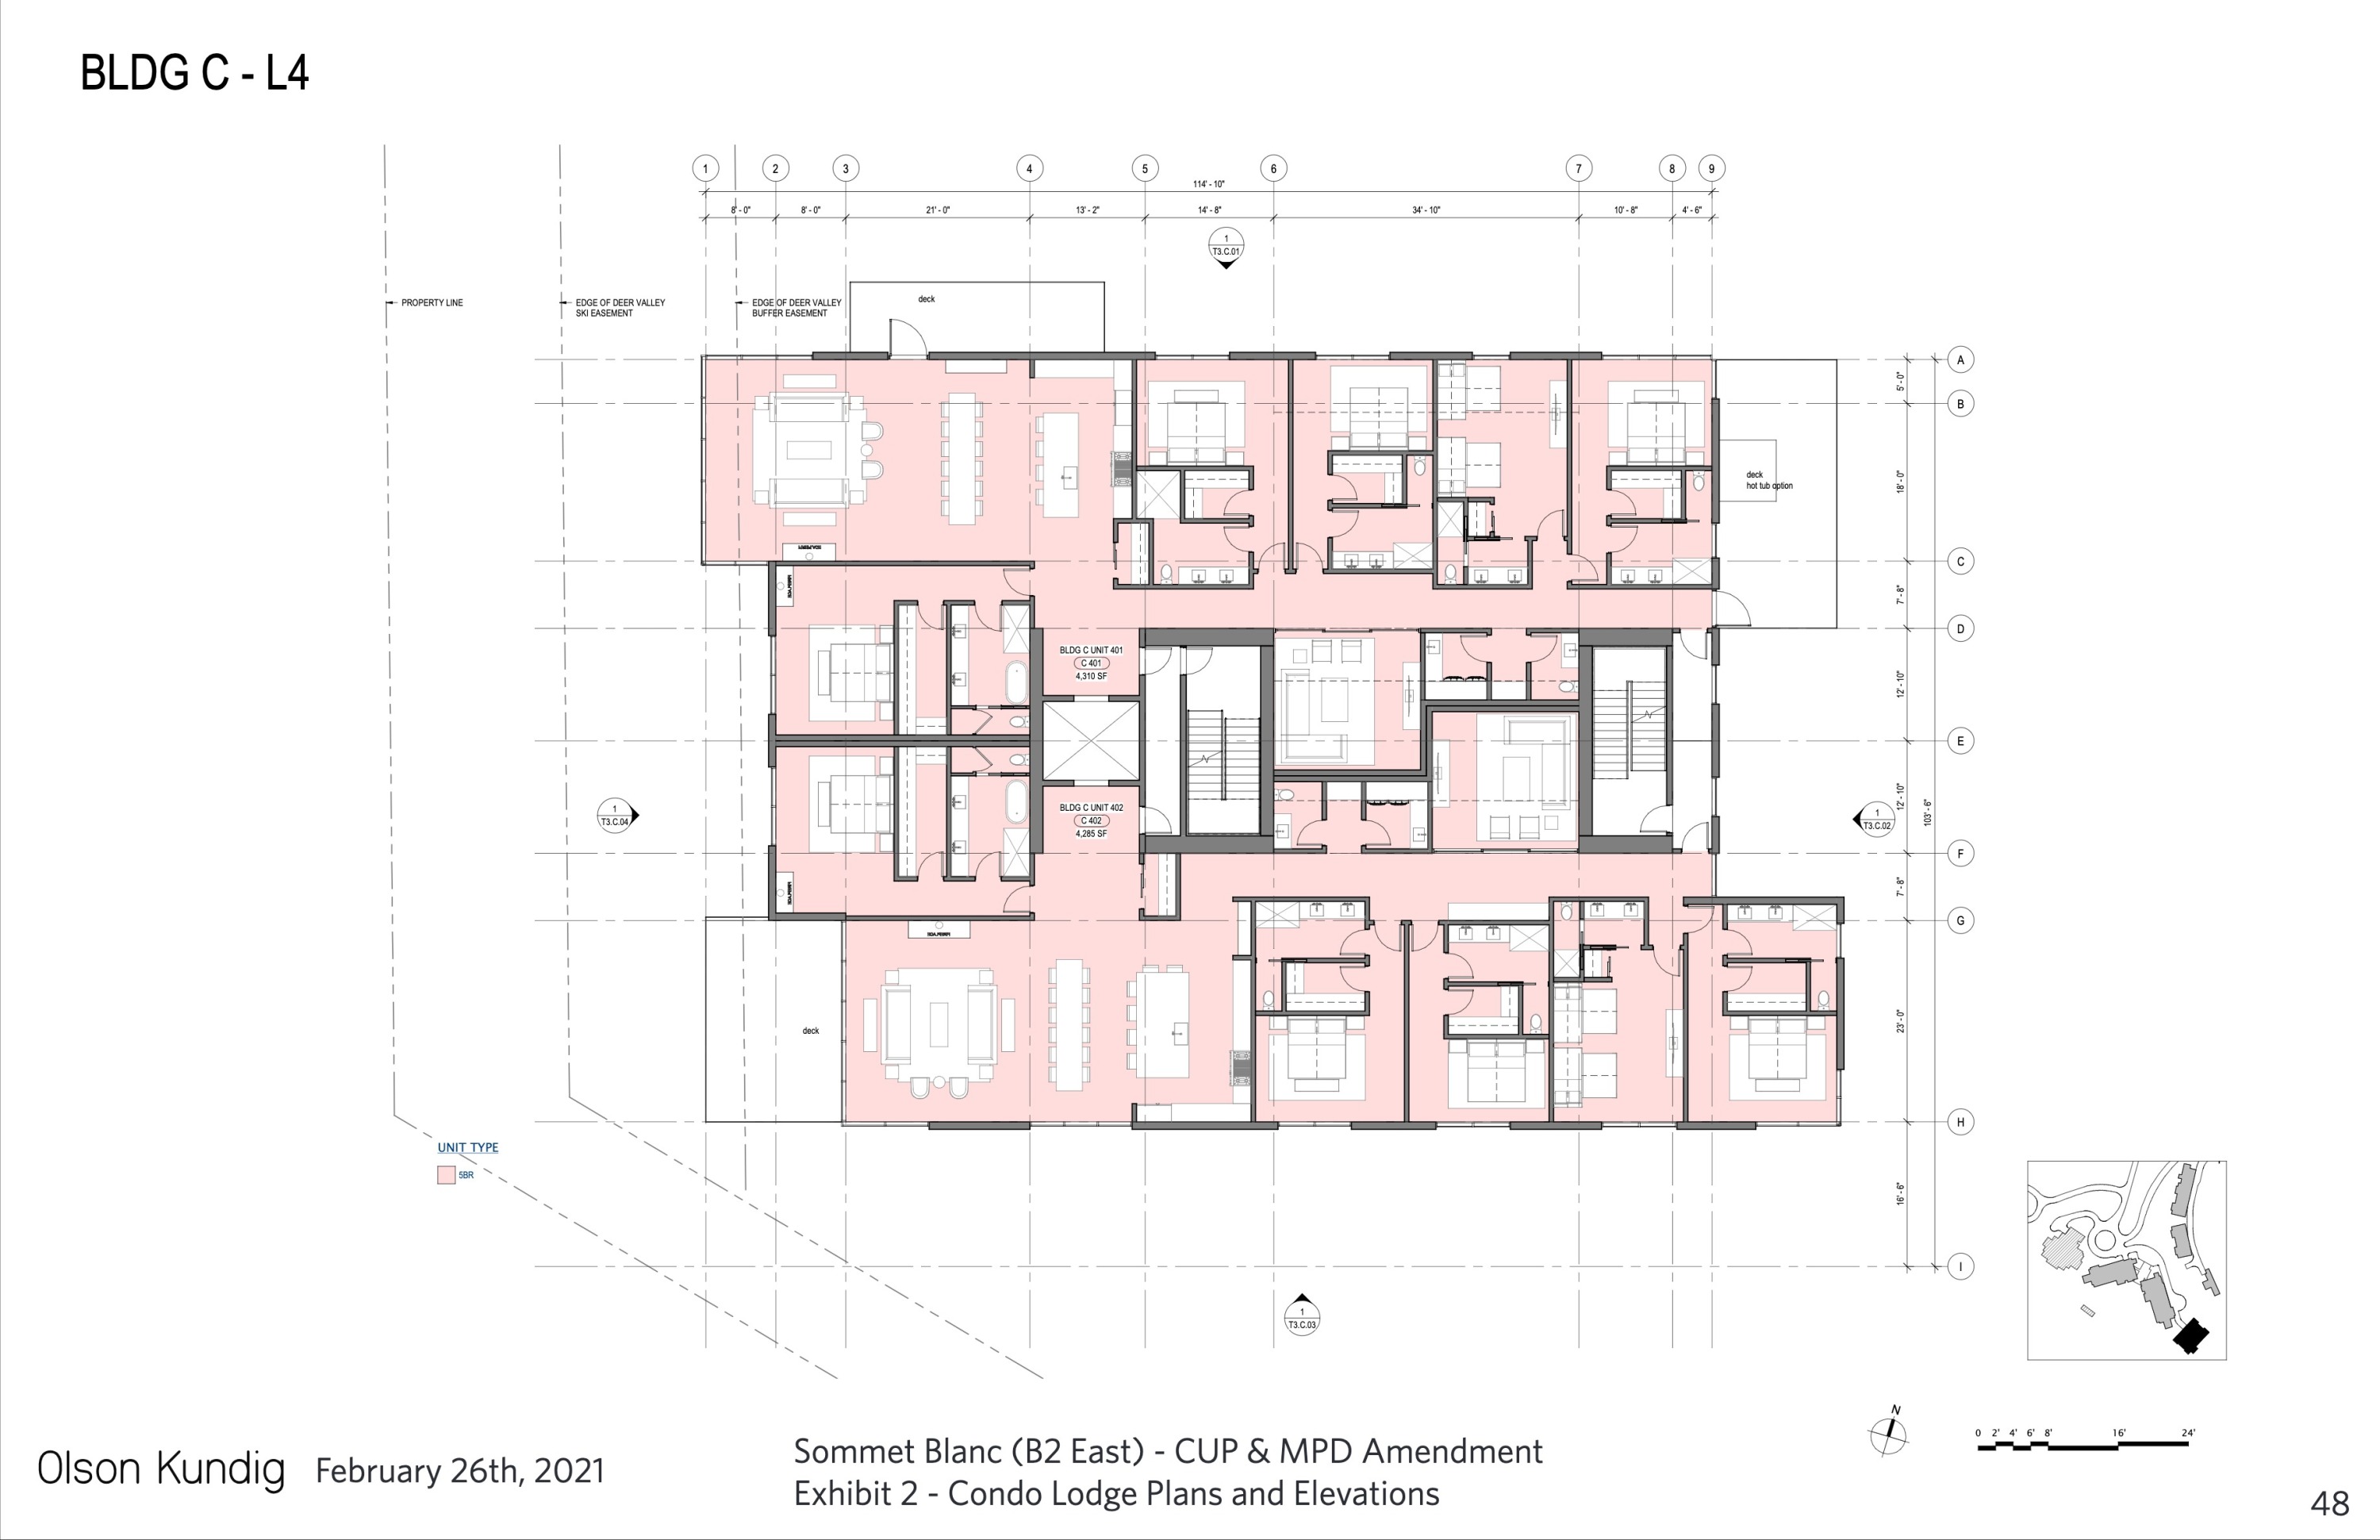 BLDG C - L4
1
2
3
4
5
6
7
8
9
114' - 10"
8' - 0"
8' - 0"
21' - 0"
13' - 2"
14' - 8"
34' - 10"
10' - 8"
4' - 6"
1
T3.C.01
PROPERTY LINE
EDGE OF DEER VALLEY
SKI EASEMENT
EDGE OF DEER VALLEY
BUFFER EASEMENT
deck
A
5' - 0"
B
18' - 0"
deck
hot tub option
C
7' - 8"
D
BLDG C UNIT 401
C 401
4,310 SF
12' - 10"
E
BLDG C UNIT 402
C 402
4,285 SF
1
T3.C.04
12' - 10"
103' - 6"
1
T3.C.02
F
7' - 8"
G
deck
23' - 0"
H
UNIT TYPE
5BR
16' - 6"
I
1
T3.C.03
N
0 2' 4' 6' 8' 16' 24'
Olson Kundig February 26th, 2021
Sommet Blanc (B2 East) - CUP & MPD Amendment
Exhibit 2 - Condo Lodge Plans and Elevations
48